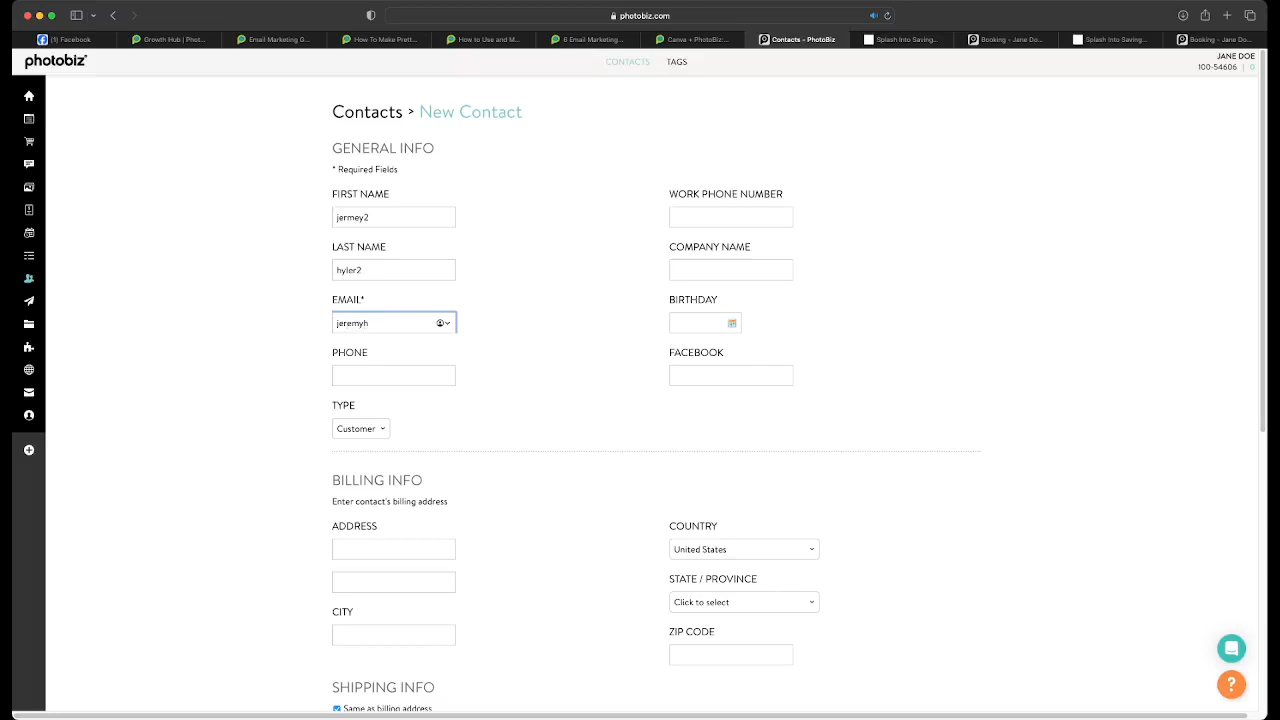 photobiz.com
(1) Facebook
Growth Hub | Phot...
Email Marketing G...
How To Make Prett...
How to Use and M...
6 Email Marketing...
Canva + PhotoBiz:...
Contacts - PhotoBiz
Splash Into Saving...
Booking - Jane Do...
Splash Into Saving...
Booking - Jane Do...
photobiz
CONTACTS
TAGS
JANE DOE
100-54606 | 0
Contacts > New Contact
GENERAL INFO
* Required Fields
FIRST NAME
WORK PHONE NUMBER
jermey2
LAST NAME
COMPANY NAME
hyler2
EMAIL*
BIRTHDAY
jeremyh
PHONE
FACEBOOK
TYPE
Customer
BILLING INFO
Enter contact's billing address
ADDRESS
COUNTRY
United States
STATE / PROVINCE
Click to select
CITY
ZIP CODE
SHIPPING INFO
Same as billing address
?